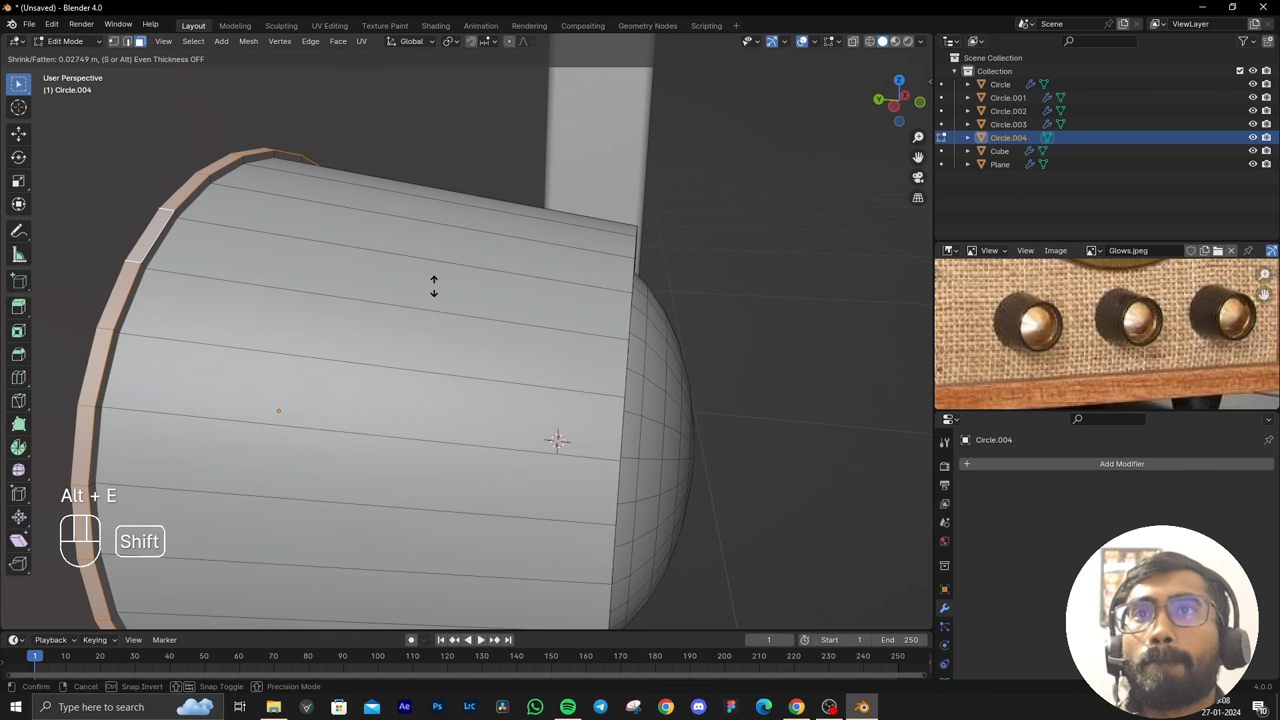 * (Unsaved) - Blender 4.0
File Edit Render Window Help Layout Modeling Sculpting UV Editing Texture Paint Shading Animation Rendering Compositing Geometry Nodes Scripting Scene ViewLayer
Edit Mode View Select Add Mesh Vertex Edge Face UV Global
Shrink/Fatten: 0.02749 m, (S or Alt) Even Thickness OFF
User Perspective
(1) Circle.004
Z
Y
X
Scene Collection
Collection
Circle
Circle.001
Circle.002
Circle.003
Circle.004
Cube
Plane
View View Image Glows.jpeg
Circle.004
+ Add Modifier
Alt + E
Shift
Playback Keying View Marker 1 Start 1 End 250
1 10 20 30 40 50 60 70 80 90 100 110 120 130 140 150 160 170 180 190 200 210 220 230 240 250
Confirm Cancel Snap Invert Snap Toggle Precision Mode 4.0.0
Type here to search
27-01-2024